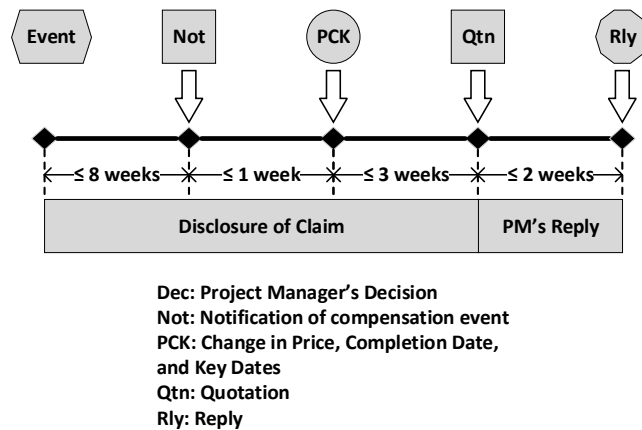 Event
Not
PCK
Qtn
Rly
≤ 8 weeks
≤ 1 week
≤ 3 weeks
≤ 2 weeks
Disclosure of Claim
PM's Reply
Dec: Project Manager's Decision
Not: Notification of compensation event
PCK: Change in Price, Completion Date,
and Key Dates
Qtn: Quotation
Rly: Reply